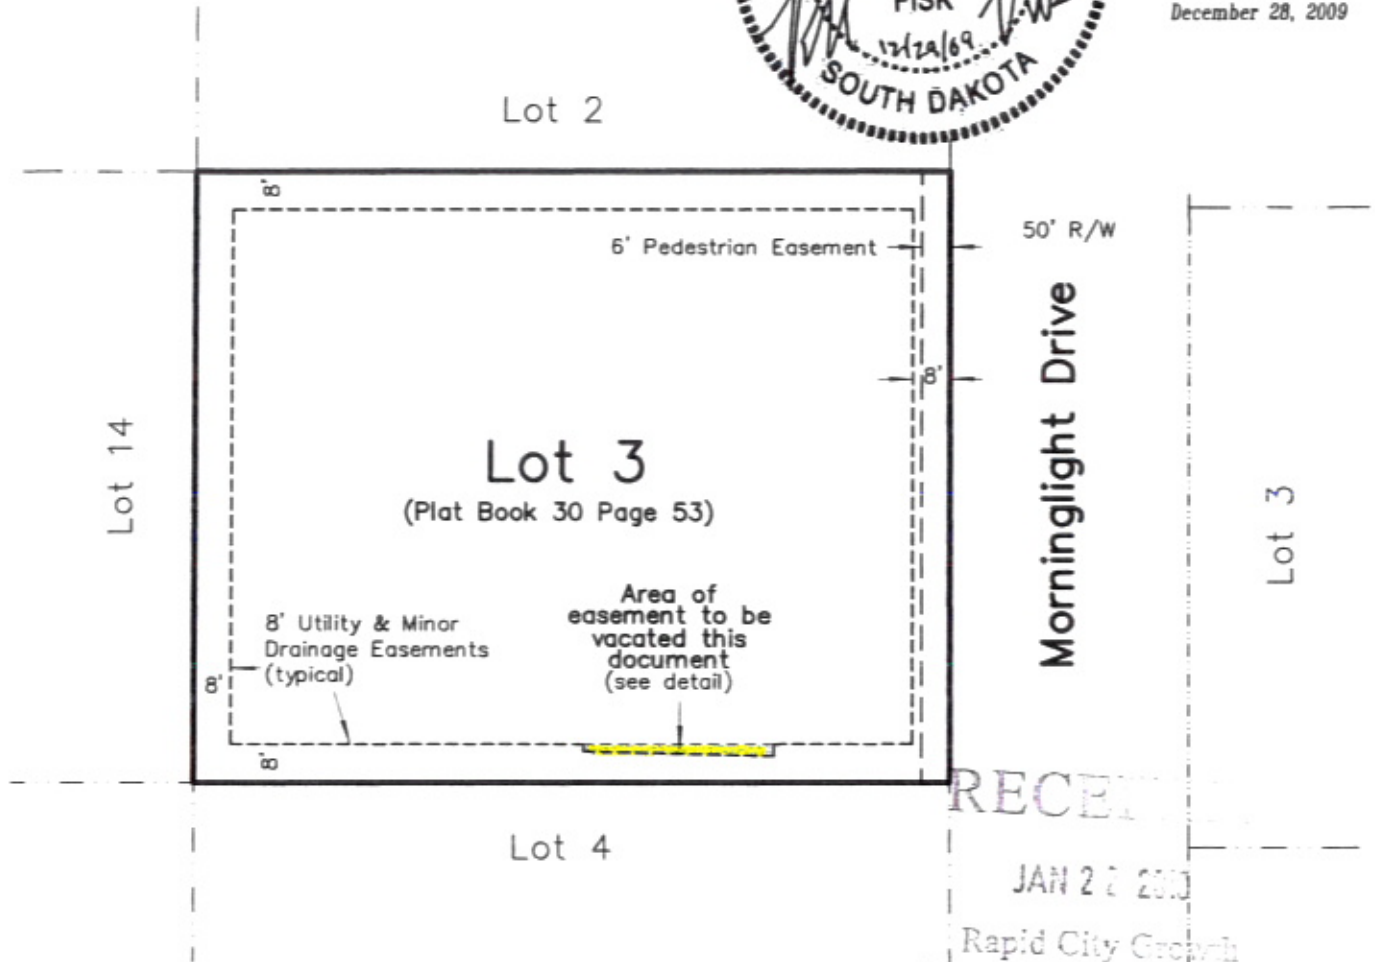 FISK
12/29/09
SOUTH DAKOTA
December 28, 2009
Lot 2
8'
6' Pedestrian Easement
50' R/W
8'
Morninglight Drive
Lot 14
Lot 3
(Plat Book 30 Page 53)
Lot 3
Area of
easement to be
vacated this
document
(see detail)
8' Utility & Minor
Drainage Easements
(typical)
8'
8'
Lot 4
JAN 2
Rapid City